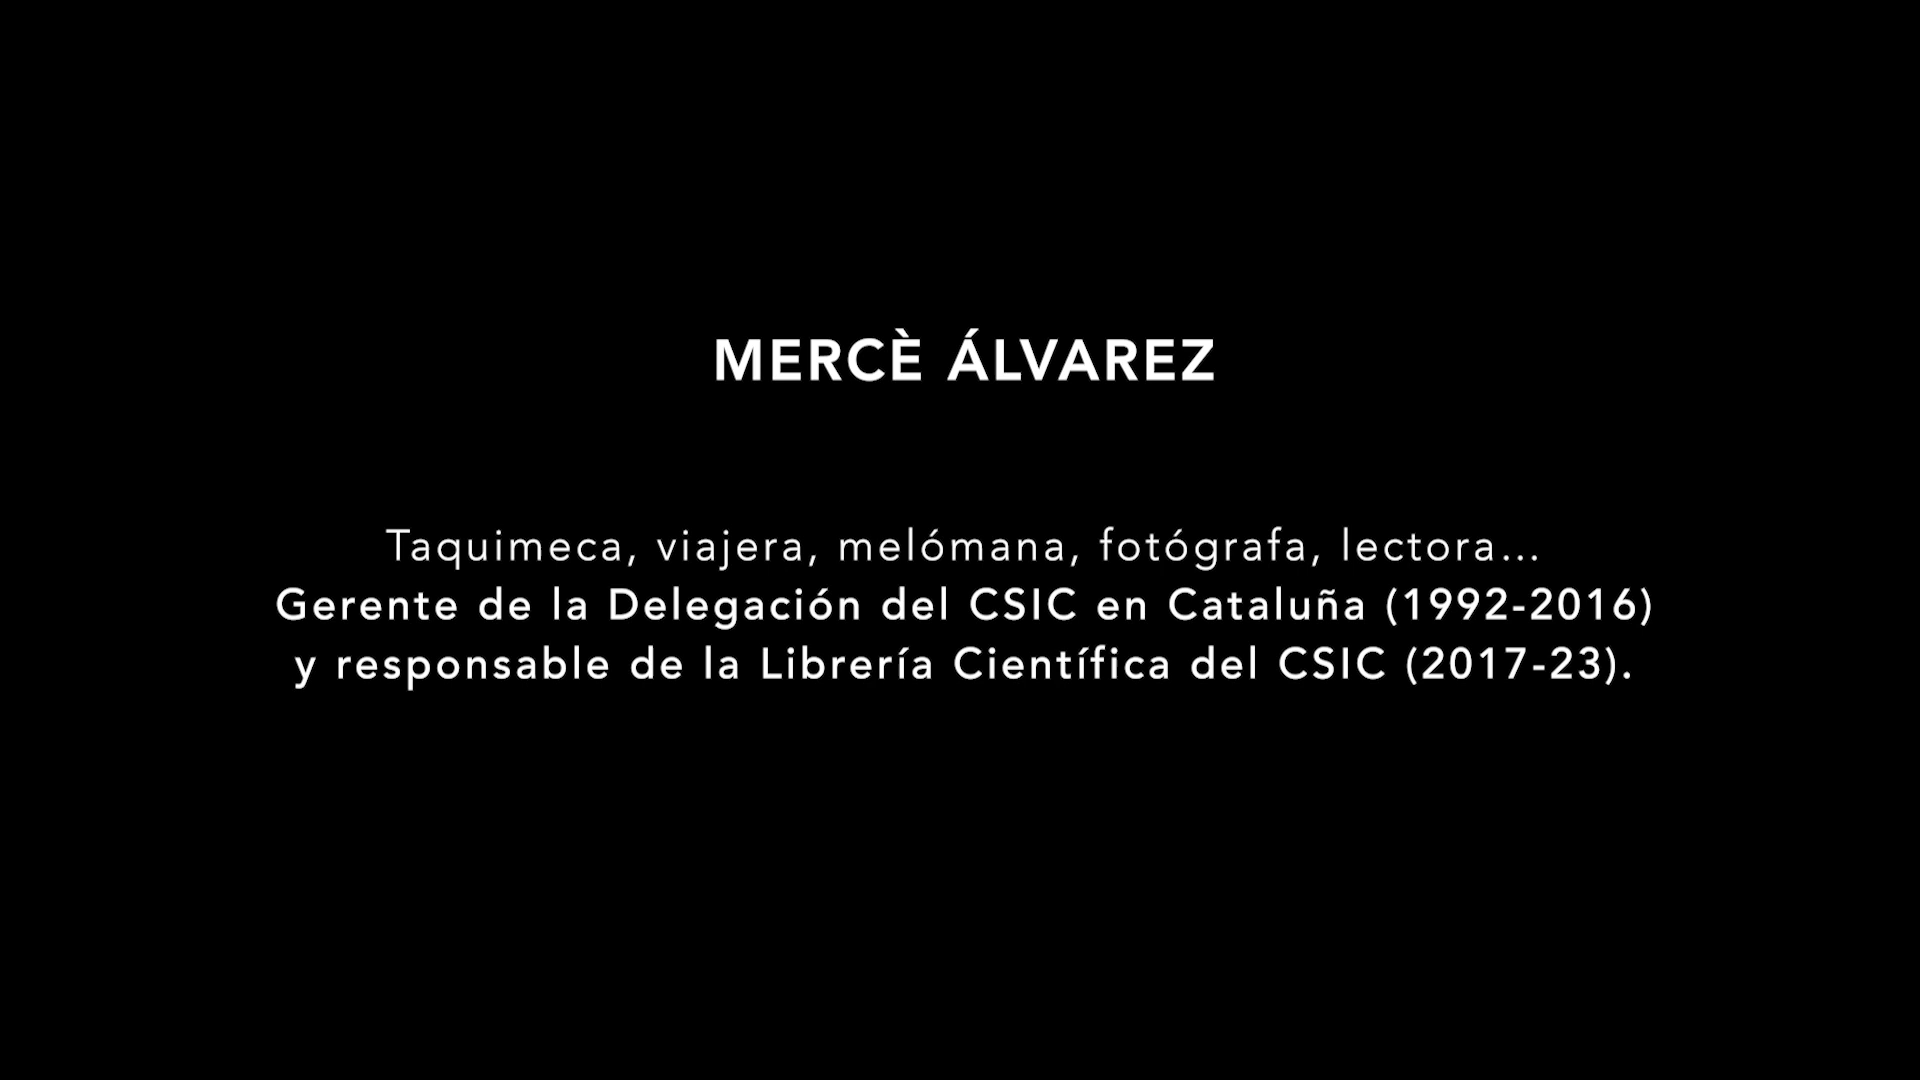 MERCÈ ÁLVAREZ
Taquimeca, viajera, melómana, fotógrafa, lectora...
Gerente de la Delegación del CSIC en Cataluña (1992-2016)
y responsable de la Librería Científica del CSIC (2017-23).